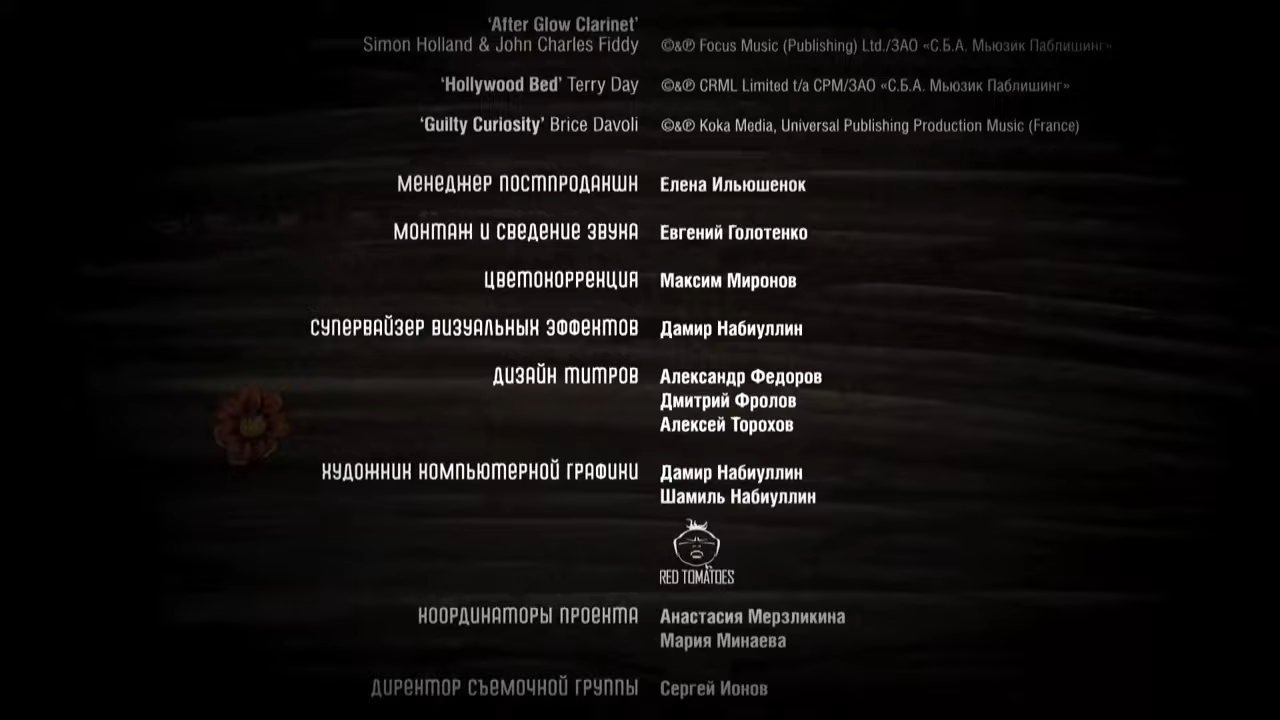 'After Glow Clarinet'
Simon Holland & John Charles Fiddy ©&℗ Focus Music (Publishing) Ltd./ЗАО «С.Б.А. Мьюзик Паблишинг»
'Hollywood Bed' Terry Day ©&℗ CRML Limited t/a CPM/ЗАО «С.Б.А. Мьюзик Паблишинг»
'Guilty Curiosity' Brice Davoli ©&℗ Koka Media, Universal Publishing Production Music (France)
менеджер постпродакшн Елена Ильюшенок
монтаж и сведение звука Евгений Голотенко
цветокоррекция Максим Миронов
супервайзер визуальных эффектов Дамир Набиуллин
дизайн титров Александр Федоров
Дмитрий Фролов
Алексей Торохов
художник компьютерной графики Дамир Набиуллин
Шамиль Набиуллин
RED TOMATOES
координаторы проекта Анастасия Мерзликина
Мария Минаева
директор съемочной группы Сергей Ионов